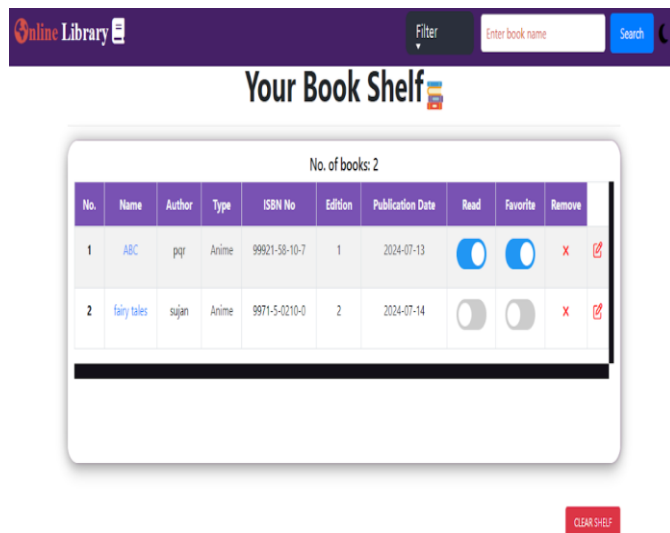 Online Library
Filter
Enter book name
Search
Your Book Shelf
No. of books: 2
No. Name Author Type ISBN No Edition Publication Date Read Favorite Remove
1 ABC pqr Anime 99921-58-10-7 1 2024-07-13
2 fairy tales sujan Anime 9971-5-0210-0 2 2024-07-14
CLEAR SHELF